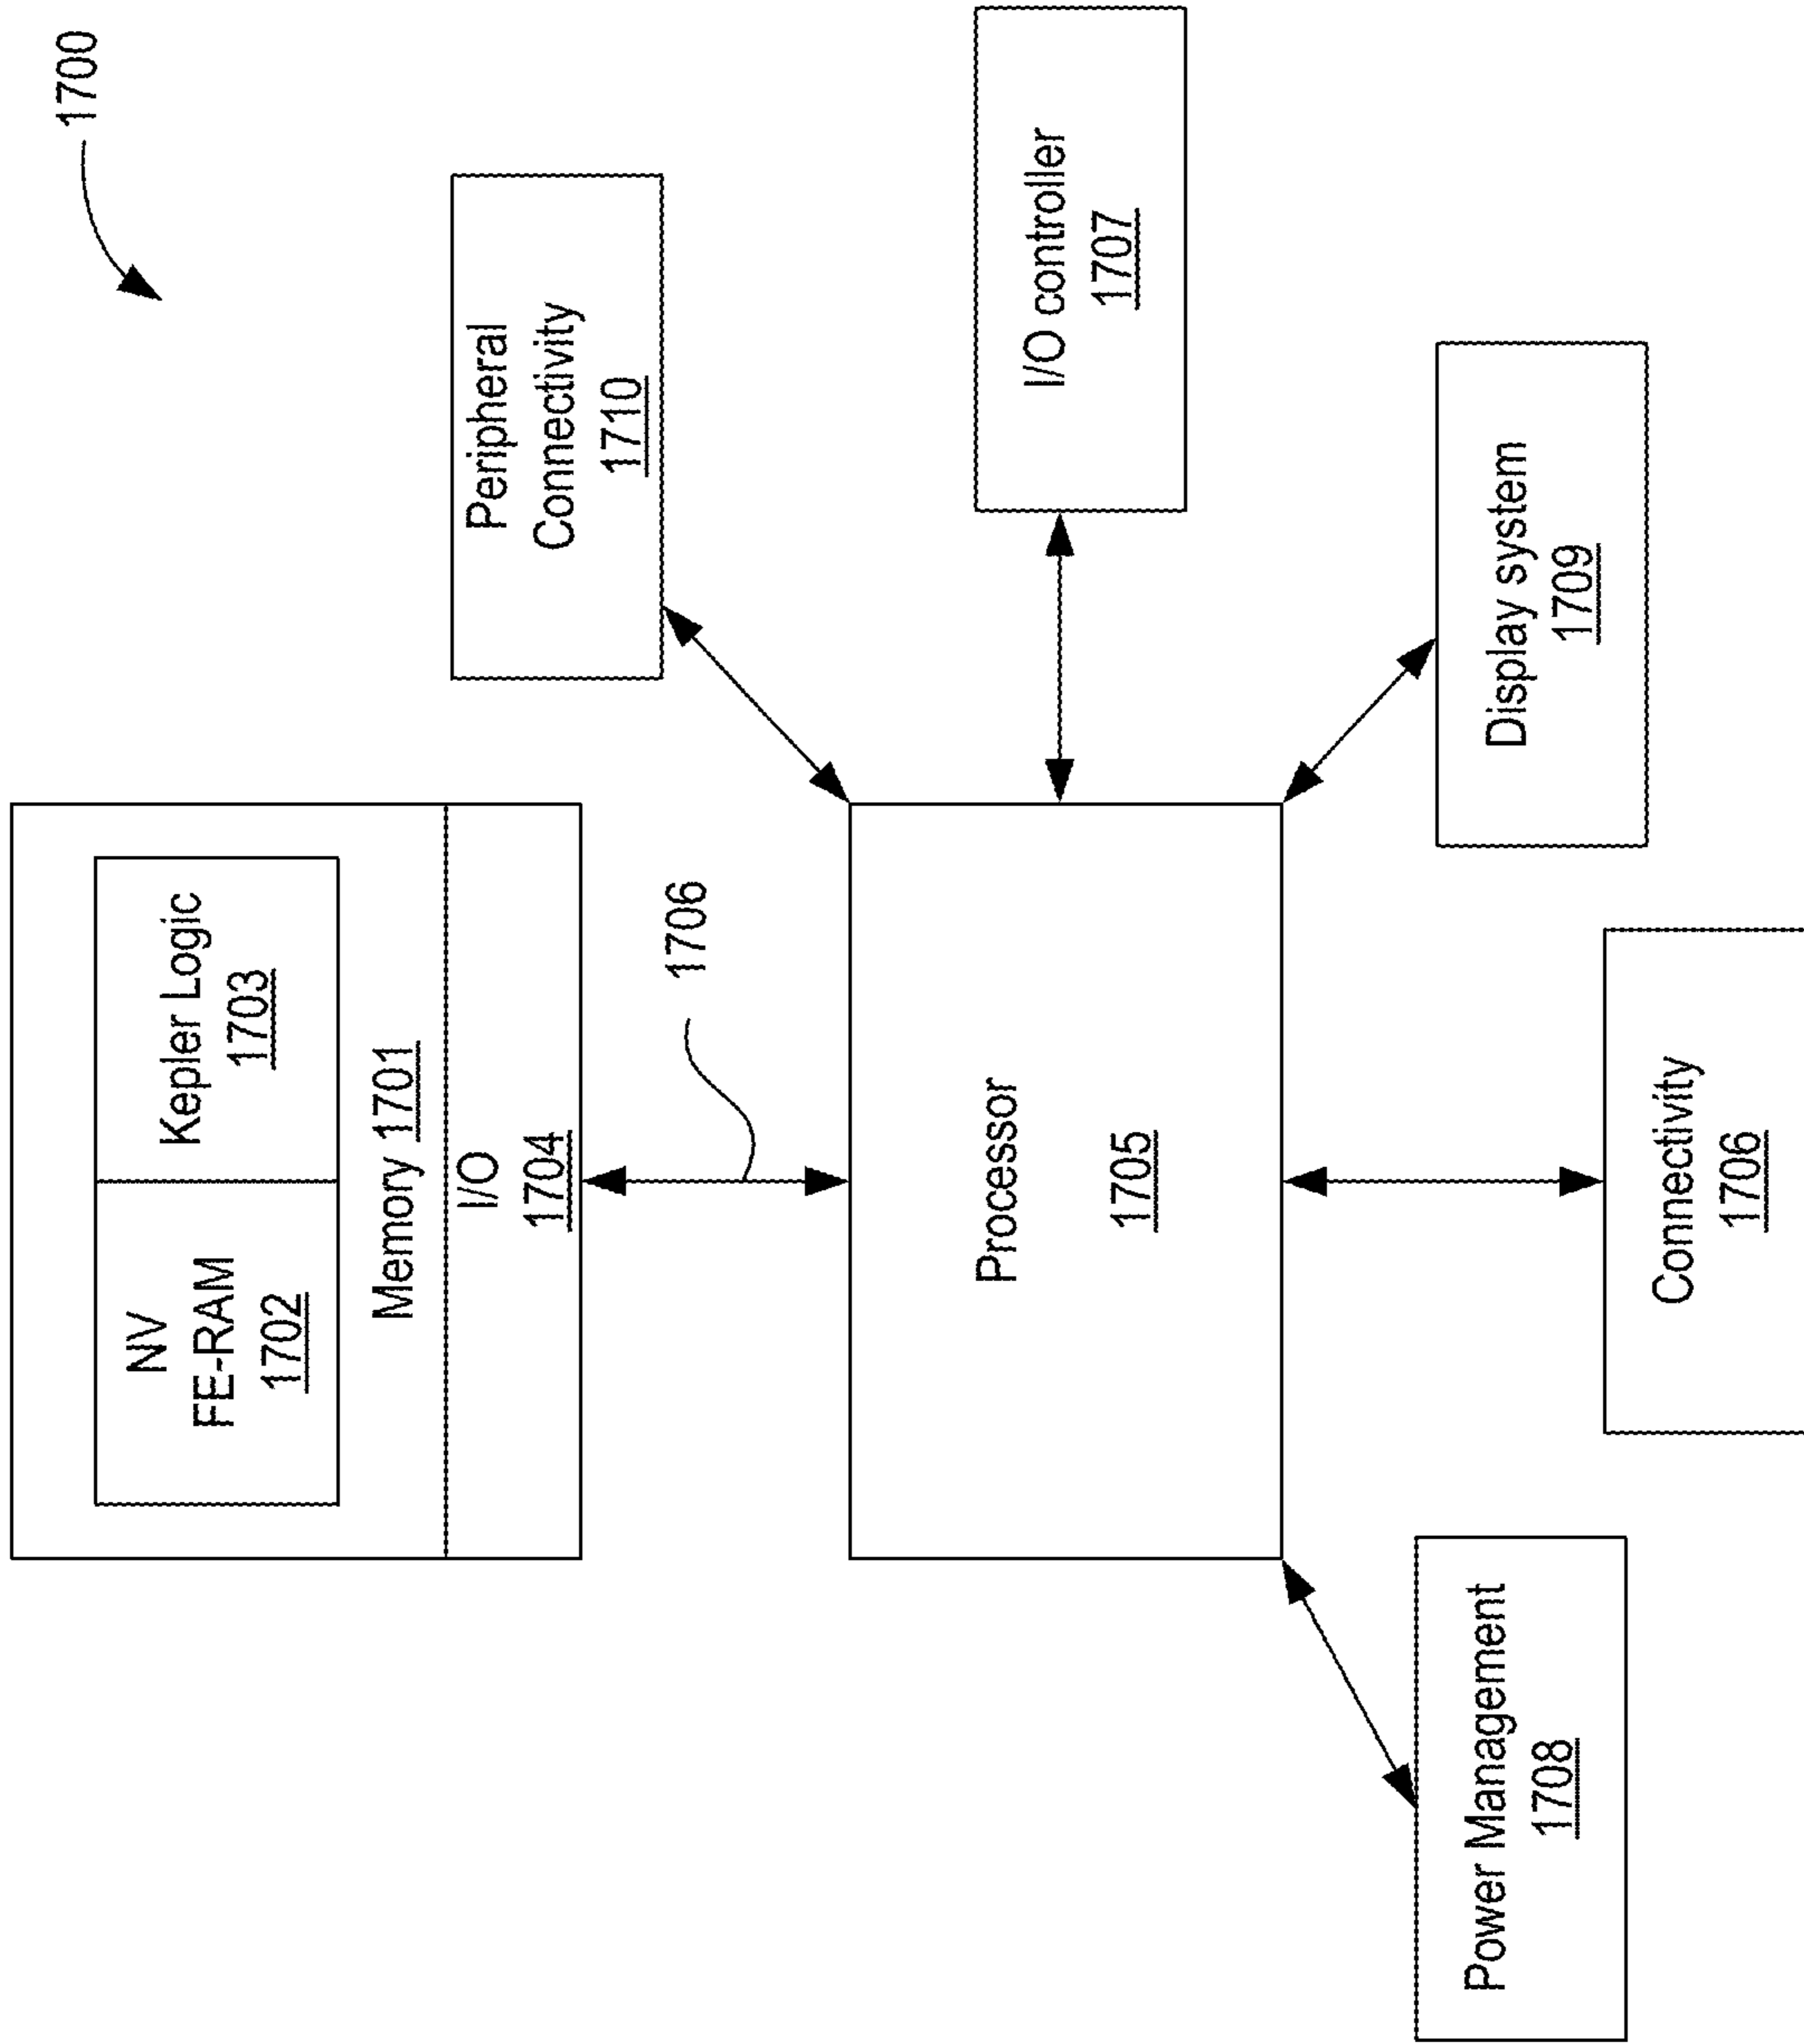 1700
NV
FE-RAM
1702
Kepler Logic
1703
Memory 1701
I/O
1704
1706
Peripheral
Connectivity
1710
Processor
1705
I/O controller
1707
Power Management
1708
Connectivity
1706
Display system
1709